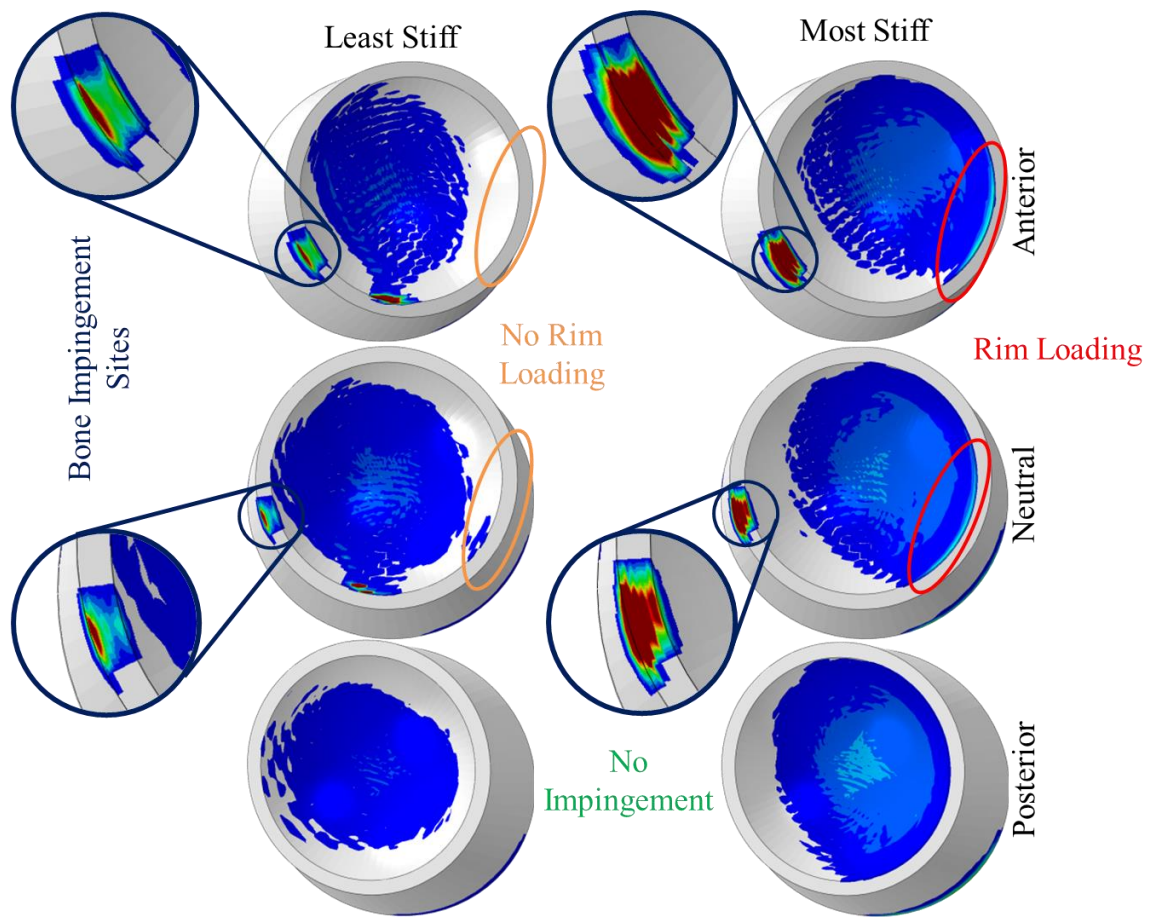 Least Stiff
Most Stiff
Anterior
Bone Impingement
Sites
No Rim
Loading
Rim Loading
Neutral
No
Impingement
Posterior